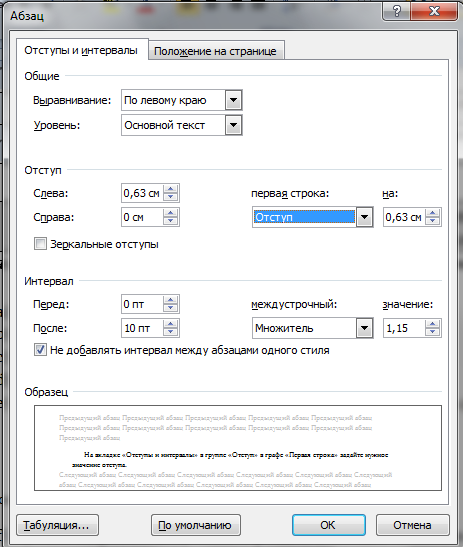 Абзац
Отступы и интервалы Положение на странице
Общие
Выравнивание: По левому краю
Уровень: Основной текст
Отступ
Слева: 0,63 см первая строка: на:
Справа: 0 см Отступ 0,63 см
Зеркальные отступы
Интервал
Перед: 0 пт междустрочный: значение:
После: 10 пт Множитель 1,15
Не добавлять интервал между абзацами одного стиля
Образец
Предыдущий абзац Предыдущий абзац Предыдущий абзац Предыдущий абзац Предыдущий абзац
Предыдущий абзац Предыдущий абзац Предыдущий абзац Предыдущий абзац Предыдущий абзац
Предыдущий абзац
На вкладке «Отступы и интервалы» в группе «Отступ» в графе «Первая строка» задайте нужное
значение отступа.
Следующий абзац Следующий абзац Следующий абзац Следующий абзац Следующий
абзац Следующий абзац Следующий абзац Следующий абзац Следующий абзац Следующий
абзац Следующий абзац Следующий абзац Следующий абзац Следующий абзац
Табуляция... По умолчанию ОК Отмена